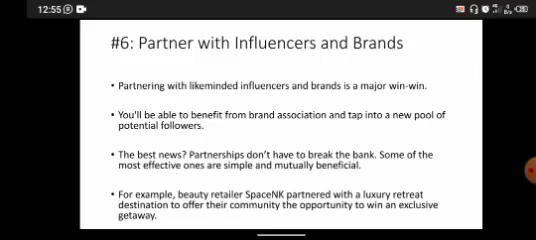 12:55
#6: Partner with Influencers and Brands
• Partnering with likeminded influencers and brands is a major win-win.
• You'll be able to benefit from brand association and tap into a new pool of
potential followers.
• The best news? Partnerships don't have to break the bank. Some of the
most effective ones are simple and mutually beneficial.
• For example, beauty retailer SpaceNK partnered with a luxury retreat
destination to offer their community the opportunity to win an exclusive
getaway.